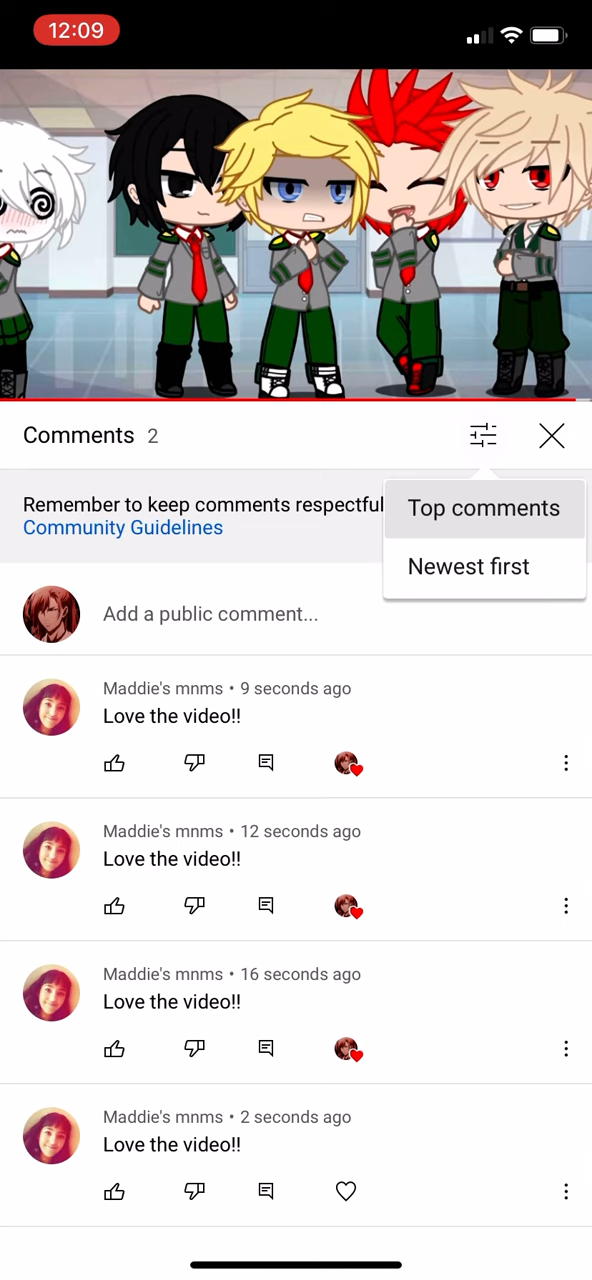 12:09
Comments 2
Remember to keep comments respectful
Community Guidelines
Top comments
Newest first
Add a public comment...
Maddie's mnms • 9 seconds ago
Love the video!!
Maddie's mnms • 12 seconds ago
Love the video!!
Maddie's mnms • 16 seconds ago
Love the video!!
Maddie's mnms • 2 seconds ago
Love the video!!